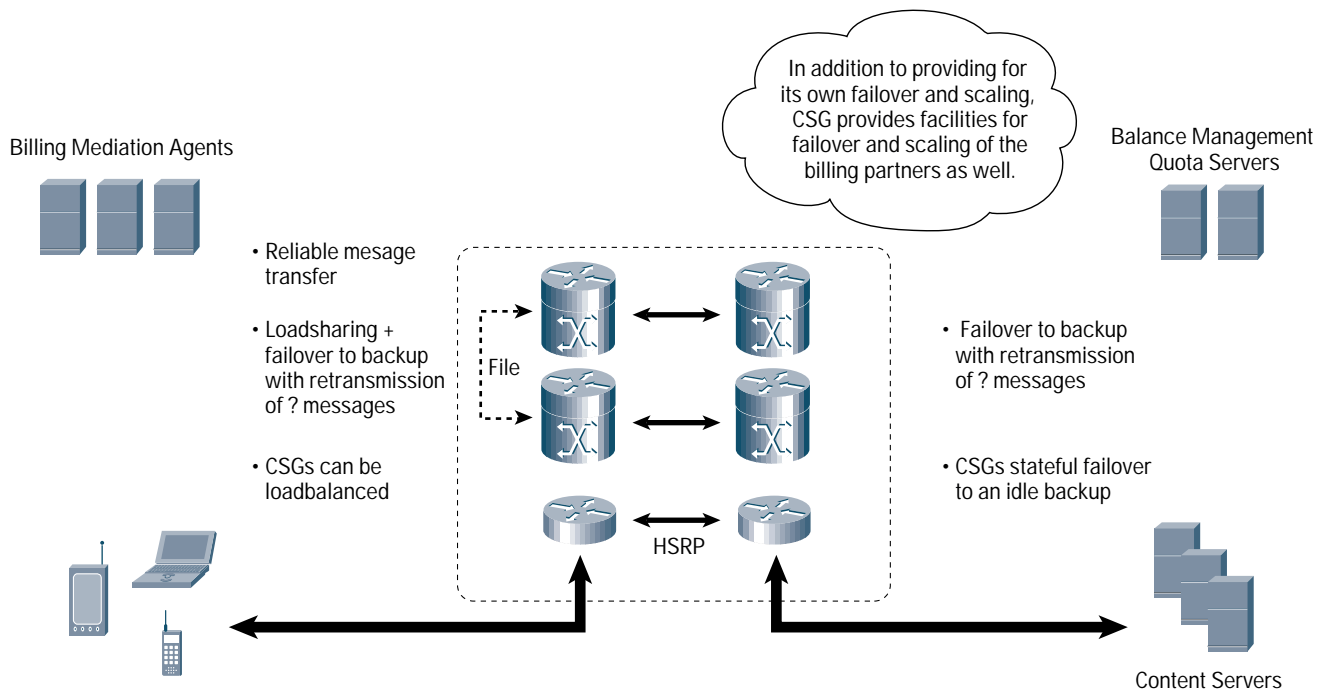 In addition to providing for
its own failover and scaling,
CSG provides facilities for
failover and scaling of the
billing partners as well.
Billing Mediation Agents
Balance Management
Quota Servers
• Reliable mesage
transfer
• Loadsharing +
failover to backup
with retransmission
of ? messages
• CSGs can be
loadbalanced
File
HSRP
• Failover to backup
with retransmission
of ? messages
• CSGs stateful failover
to an idle backup
Content Servers